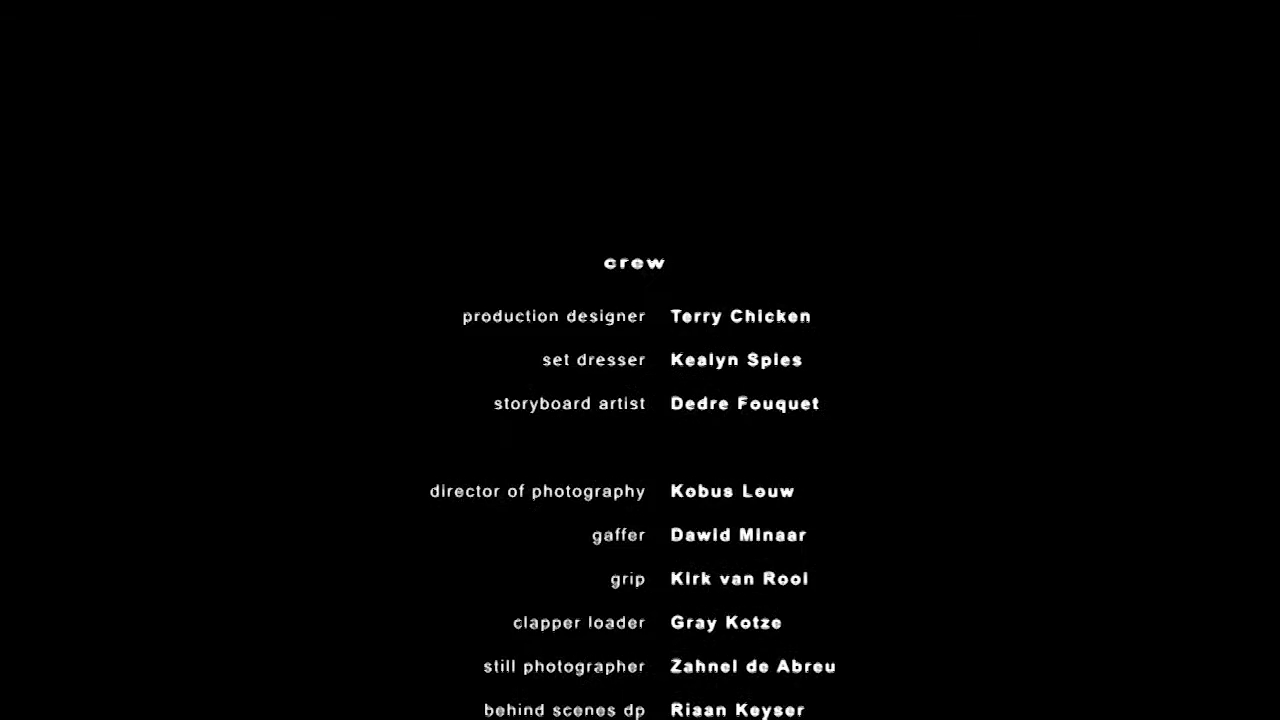 crew
production designer Terry Chicken
set dresser Kealyn Spies
storyboard artist Dedre Fouquet
director of photography Kobus Louw
gaffer Dawid Minaar
grip Kirk van Rooi
clapper loader Gray Kotze
still photographer Zahnel de Abreu
behind scenes dp Riaan Keyser